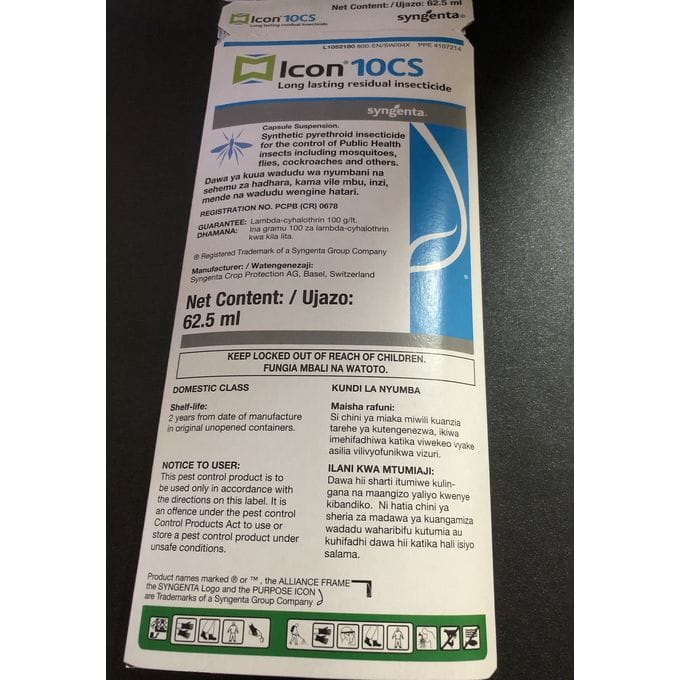 Net Content: / Ujazo: 62.5 ml
Icon® 10CS
Long lasting residual insecticide
syngenta®
L1052180 800: EN/SW/04X PPE 4107214
Icon® 10CS
Long lasting residual insecticide
syngenta.
Capsule Suspension.
Synthetic pyrethroid insecticide
for the control of Public Health
insects including mosquitoes,
flies, cockroaches and others.
Dawa ya kuua wadudu wa nyumbani na
sehemu za hadhara, kama vile mbu, inzi,
mende na wadudu wengine hatari.
REGISTRATION NO. PCPB (CR) 0678
GUARANTEE: Lambda-cyhalothrin 100 g/lt.
DHAMANA: Ina gramu 100 za lambda-cyhalothrin
kwa kila lita.
® Registered Trademark of a Syngenta Group Company
Manufacturer: / Watengenezaji:
Syngenta Crop Protection AG, Basel, Switzerland
®
Net Content: / Ujazo:
62.5 ml
KEEP LOCKED OUT OF REACH OF CHILDREN.
FUNGIA MBALI NA WATOTO.
DOMESTIC CLASS
Shelf-life:
2 years from date of manufacture
in original unopened containers.
NOTICE TO USER:
This pest control product is to
be used only in accordance with
the directions on this label. It is
an offence under the pest control
Control Products Act to use or
store a pest control product under
unsafe conditions.
KUNDI LA NYUMBA
Maisha rafuni:
Si chini ya miaka miwili kuanzia
tarehe ya kutengenezwa, ikiwa
imehifadhiwa katika viwekeo vyake
asilia vilivyofunikwa vizuri.
ILANI KWA MTUMIAJI:
Dawa hii sharti itumiwe kulin-
gana na maangizo yaliyo kwenye
kibandiko. Ni hatia chini ya
sheria za madawa ya kuangamiza
wadadu waharibifu kutumia au
kuhifadhi dawa hii katika hali isiyo
salama.
Product names marked ® or ™, the ALLIANCE FRAME
the SYNGENTA Logo and the PURPOSE ICON
are Trademarks of a Syngenta Group Company